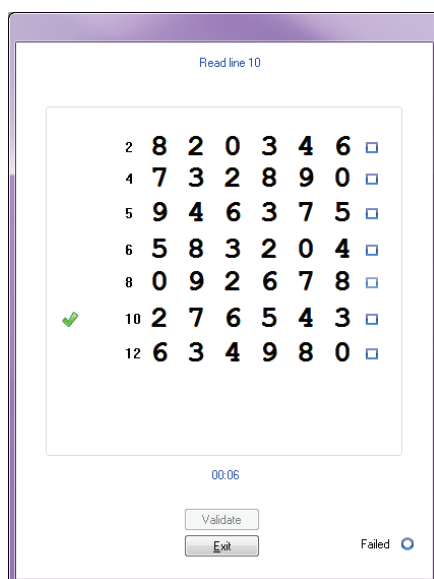 Read line 10
2 8 2 0 3 4 6
4 7 3 2 8 9 0
5 9 4 6 3 7 5
6 5 8 3 2 0 4
8 0 9 2 6 7 8
10 2 7 6 5 4 3
12 6 3 4 9 8 0
00:06
Validate
Exit
Failed